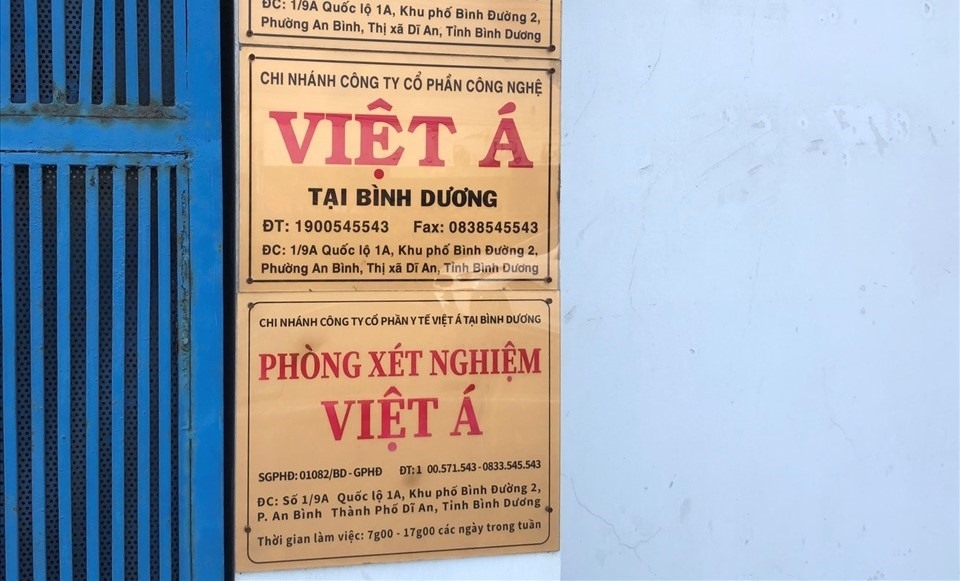 ĐC: 1/9A Quốc lộ 1A, Khu phố Bình Đường 2,
Phường An Bình, Thị xã Dĩ An, Tỉnh Bình Dương
CHI NHÁNH CÔNG TY CỔ PHẦN CÔNG NGHỆ
VIỆT Á
TẠI BÌNH DƯƠNG
ĐT: 1900545543 Fax: 0838545543
ĐC: 1/9A Quốc lộ 1A, Khu phố Bình Đường 2,
Phường An Bình, Thị xã Dĩ An, Tỉnh Bình Dương
CHI NHÁNH CÔNG TY CỔ PHẦN Y TẾ VIỆT Á TẠI BÌNH DƯƠNG
PHÒNG XÉT NGHIỆM
VIỆT Á
SGPHĐ: 01082/BD - GPHĐ ĐT: 1 00.571.543 - 0833.545.543
ĐC: Số 1/9A Quốc lộ 1A, Khu phố Bình Đường 2,
P. An Bình Thành Phố Dĩ An, Tỉnh Bình Dương
Thời gian làm việc: 7g00 - 17g00 các ngày trong tuần